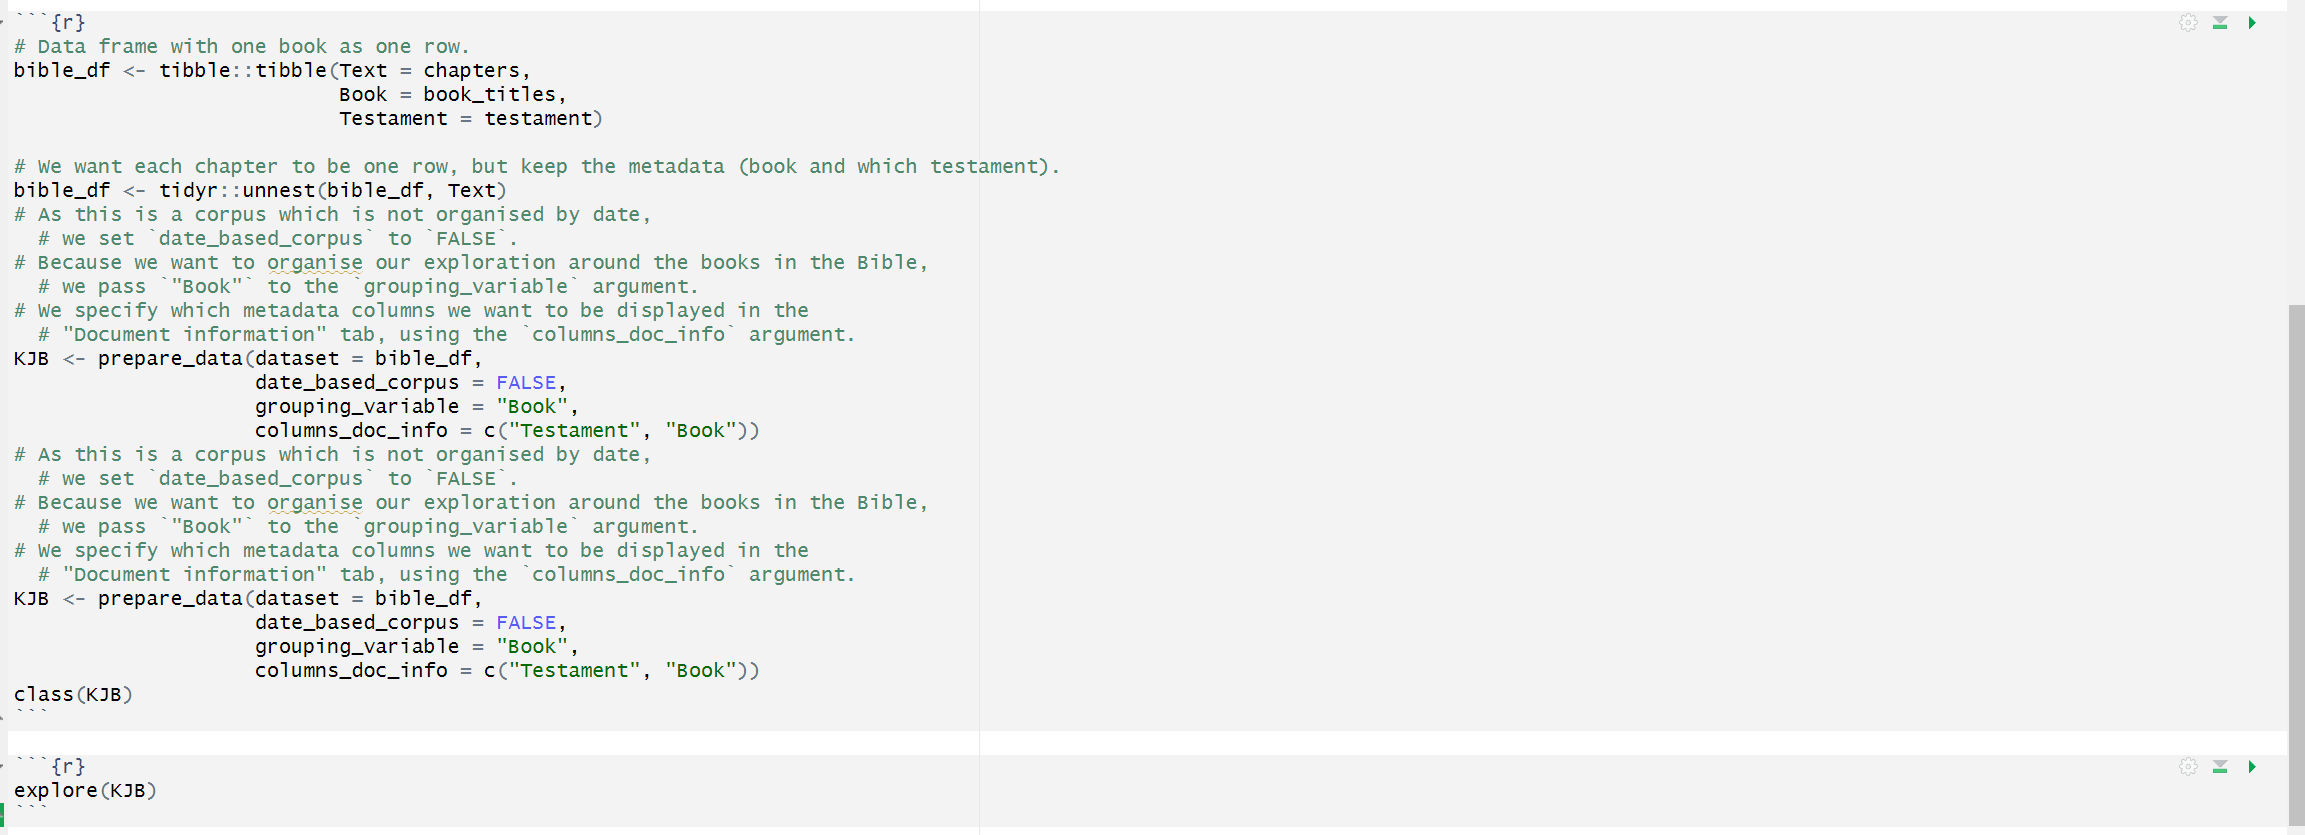 ```{r}
# Data frame with one book as one row.
bible_df <- tibble::tibble(Text = chapters,
                           Book = book_titles,
                           Testament = testament)

# We want each chapter to be one row, but keep the metadata (book and which testament).
bible_df <- tidyr::unnest(bible_df, Text)
# As this is a corpus which is not organised by date,
  # we set `date_based_corpus` to `FALSE`.
# Because we want to organise our exploration around the books in the Bible,
  # we pass `"Book"` to the `grouping_variable` argument.
# We specify which metadata columns we want to be displayed in the
  # "Document information" tab, using the `columns_doc_info` argument.
KJB <- prepare_data(dataset = bible_df,
                    date_based_corpus = FALSE,
                    grouping_variable = "Book",
                    columns_doc_info = c("Testament", "Book"))
# As this is a corpus which is not organised by date,
  # we set `date_based_corpus` to `FALSE`.
# Because we want to organise our exploration around the books in the Bible,
  # we pass `"Book"` to the `grouping_variable` argument.
# We specify which metadata columns we want to be displayed in the
  # "Document information" tab, using the `columns_doc_info` argument.
KJB <- prepare_data(dataset = bible_df,
                    date_based_corpus = FALSE,
                    grouping_variable = "Book",
                    columns_doc_info = c("Testament", "Book"))
class(KJB)
```

```{r}
explore(KJB)
```